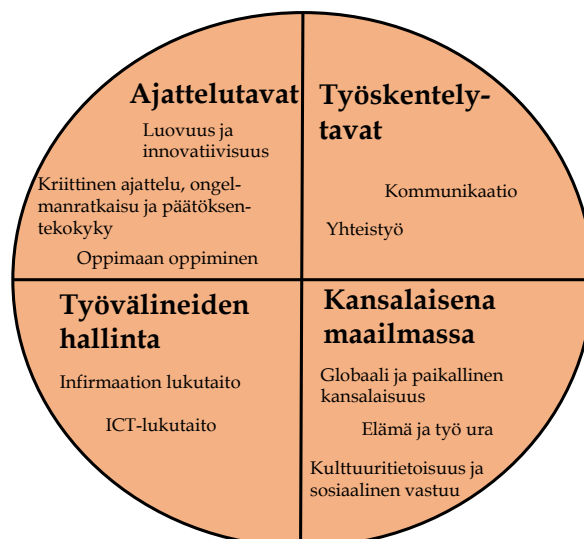 Ajattelutavat
Luovuus ja
innovatiivisuus
Kriittinen ajattelu, ongel-
manratkaisu ja päätöksen-
tekokyky
Oppimaan oppiminen
Työskentely-
tavat
Kommunikaatio
Yhteistyö
Työvälineiden
hallinta
Infirmaation lukutaito
ICT-lukutaito
Kansalaisena
maailmassa
Globaali ja paikallinen
kansalaisuus
Elämä ja työ ura
Kulttuuritietoisuus ja
sosiaalinen vastuu